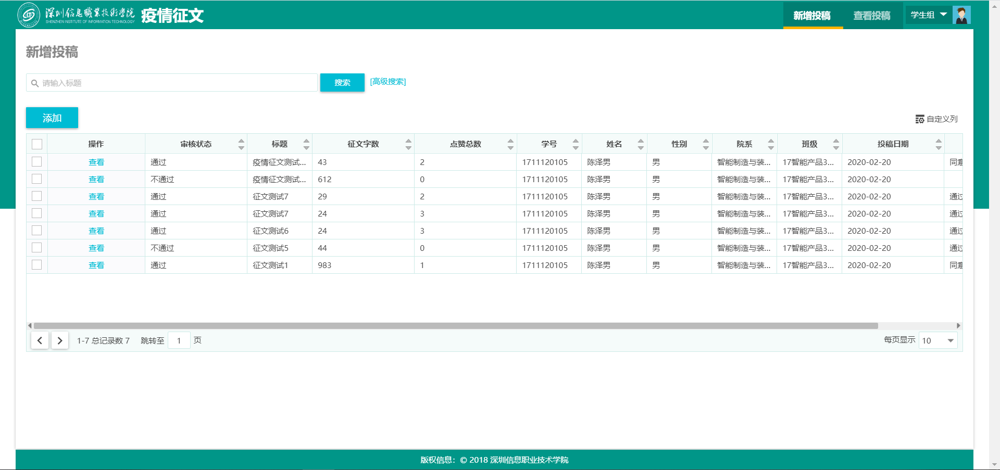 深圳信息職業技術學院 疫情征文
SHENZHEN INSTITUTE OF INFORMATION TECHNOLOGY
新增投稿 查看投稿 学生组
新增投稿
请输入标题 搜索 [高级搜索]
添加
自定义列
操作 审核状态 标题 征文字数 点赞总数 学号 姓名 性别 院系 班级 投稿日期
查看 通过 疫情征文测试... 43 2 1711120105 陈泽男 男 智能制造与装... 17智能产品3... 2020-02-20 同意
查看 不通过 疫情征文测试... 612 0 1711120105 陈泽男 男 智能制造与装... 17智能产品3... 2020-02-20
查看 通过 征文测试7 29 2 1711120105 陈泽男 男 智能制造与装... 17智能产品3... 2020-02-20 通过
查看 通过 征文测试7 24 3 1711120105 陈泽男 男 智能制造与装... 17智能产品3... 2020-02-20 通过
查看 通过 征文测试6 24 3 1711120105 陈泽男 男 智能制造与装... 17智能产品3... 2020-02-20 通过
查看 不通过 征文测试5 44 0 1711120105 陈泽男 男 智能制造与装... 17智能产品3... 2020-02-20 通过
查看 通过 征文测试1 983 1 1711120105 陈泽男 男 智能制造与装... 17智能产品3... 2020-02-20 同意
1-7 总记录数 7 跳转至 1 页 每页显示 10
版权信息：© 2018 深圳信息职业技术学院